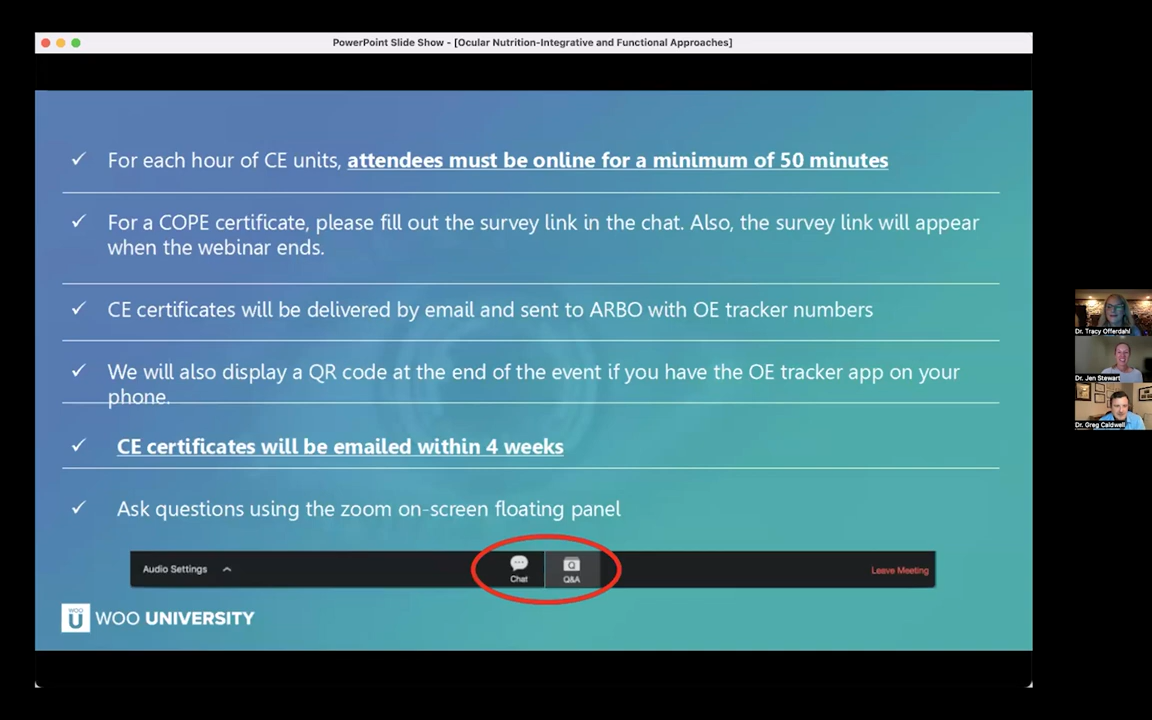 PowerPoint Slide Show - [Ocular Nutrition-Integrative and Functional Approaches]
✓ For each hour of CE units, attendees must be online for a minimum of 50 minutes
✓ For a COPE certificate, please fill out the survey link in the chat. Also, the survey link will appear
when the webinar ends.
✓ CE certificates will be delivered by email and sent to ARBO with OE tracker numbers
✓ We will also display a QR code at the end of the event if you have the OE tracker app on your
phone.
✓ CE certificates will be emailed within 4 weeks
✓ Ask questions using the zoom on-screen floating panel
Audio Settings
Chat
Q&A
Leave Meeting
WOO U WOO UNIVERSITY
Dr. Tracy Offerdahl
Dr. Jen Stewart
Dr. Greg Caldwell